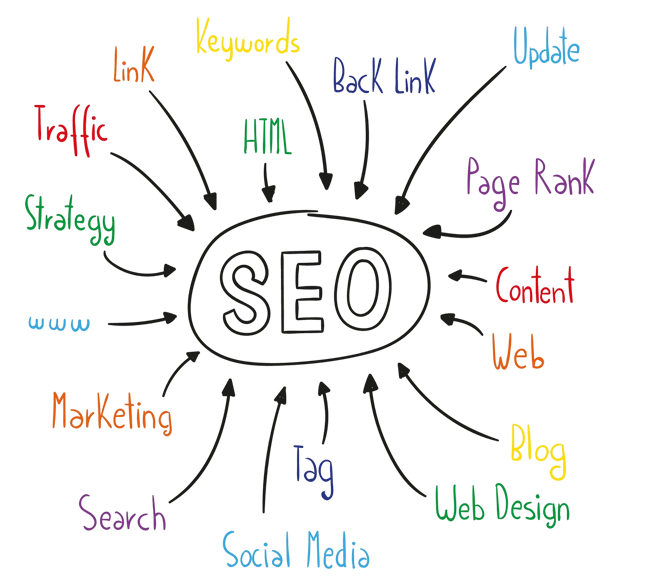 Keywords
Update
Link
Back Link
Traffic
HTML
Page Rank
Strategy
SEO
Content
www
Web
Marketing
Blog
Tag
Web Design
Search
Social Media